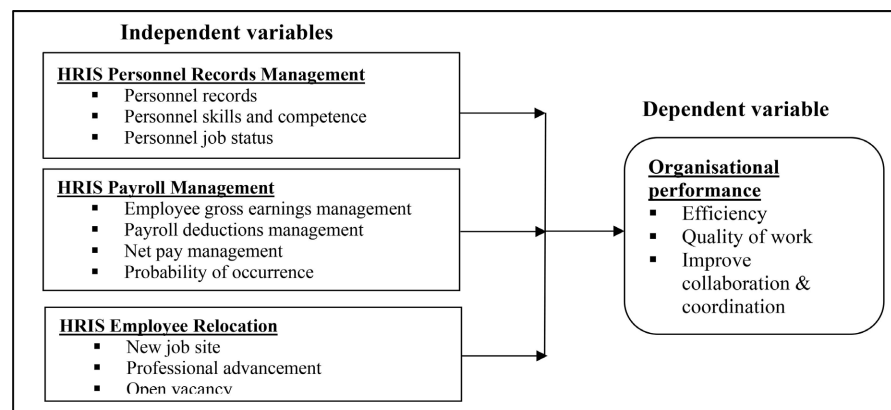 Independent variables
HRIS Personnel Records Management
▪ Personnel records
▪ Personnel skills and competence
▪ Personnel job status
HRIS Payroll Management
▪ Employee gross earnings management
▪ Payroll deductions management
▪ Net pay management
▪ Probability of occurrence
HRIS Employee Relocation
▪ New job site
▪ Professional advancement
▪ Open vacancy
Dependent variable
Organisational
performance
▪ Efficiency
▪ Quality of work
▪ Improve
collaboration &
coordination